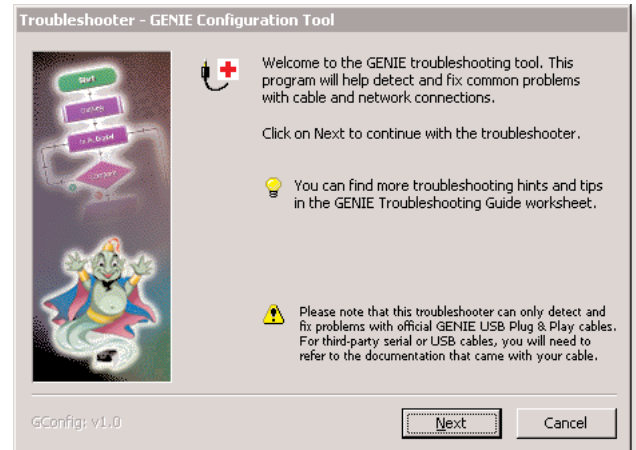 Troubleshooter - GENIE Configuration Tool
Start
Welcome to the GENIE troubleshooting tool. This
program will help detect and fix common problems
with cable and network connections.
Click on Next to continue with the troubleshooter.
You can find more troubleshooting hints and tips
in the GENIE Troubleshooting Guide worksheet.
Please note that this troubleshooter can only detect and
fix problems with official GENIE USB Plug & Play cables.
For third-party serial or USB cables, you will need to
refer to the documentation that came with your cable.
GConfig: v1.0
Next
Cancel